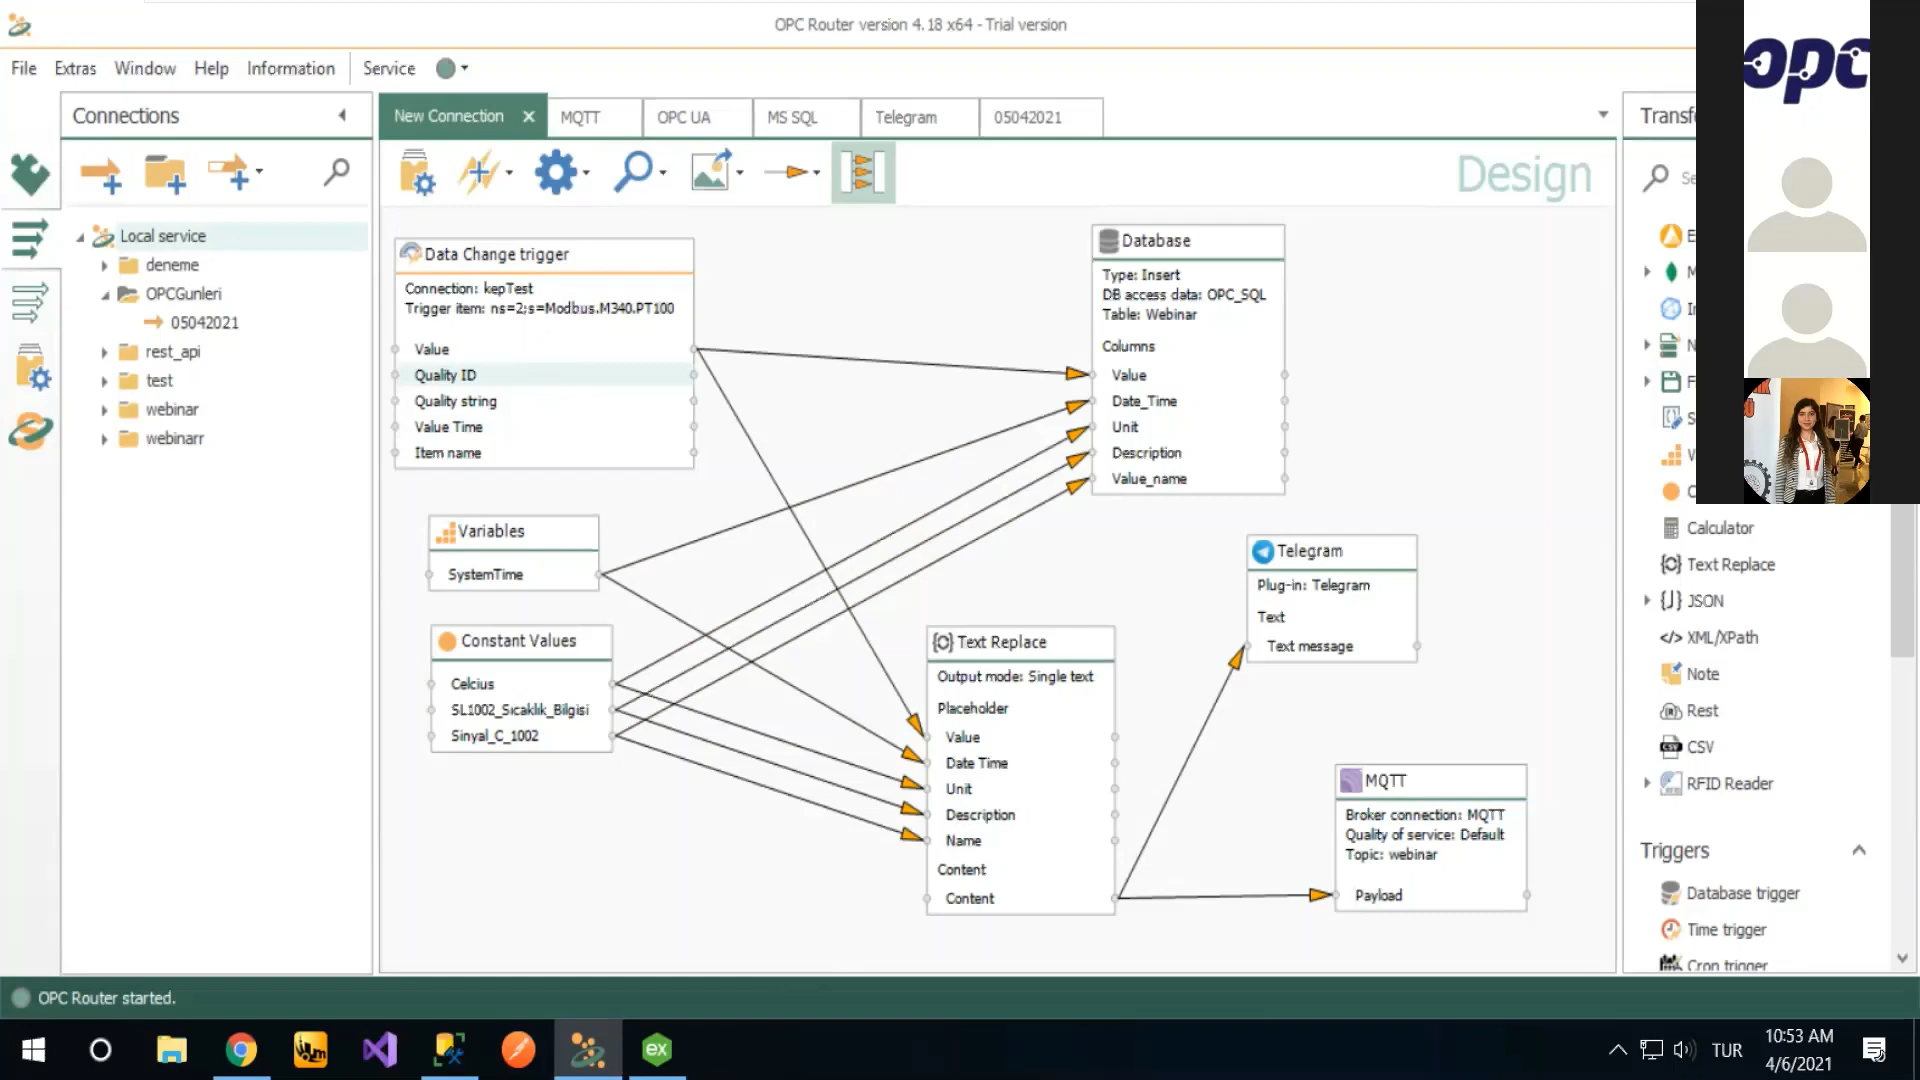 OPC Router version 4.18 x64 - Trial version
File Extras Window Help Information Service
opc
Connections
New Connection
MQTT
OPC UA
MS SQL
Telegram
05042021
Design
Local service
deneme
OPCGunleri
05042021
rest_api
test
webinar
webinarr
Data Change trigger
Connection: kepTest
Trigger item: ns=2;s=Modbus.M340.PT100
Value
Quality ID
Quality string
Value Time
Item name
Variables
SystemTime
Constant Values
Celcius
SL1002_Sıcaklık_Bilgisi
Sinyal_C_1002
Database
Type: Insert
DB access data: OPC_SQL
Table: Webinar
Columns
Value
Date_Time
Unit
Description
Value_name
Text Replace
Output mode: Single text
Placeholder
Value
Date Time
Unit
Description
Name
Content
Content
Telegram
Plug-in: Telegram
Text
Text message
MQTT
Broker connection: MQTT
Quality of service: Default
Topic: webinar
Payload
Calculator
Text Replace
JSON
XML/XPath
Note
Rest
CSV
RFID Reader
Triggers
Database trigger
Time trigger
Cron trigger
OPC Router started.
TUR
10:53 AM
4/6/2021